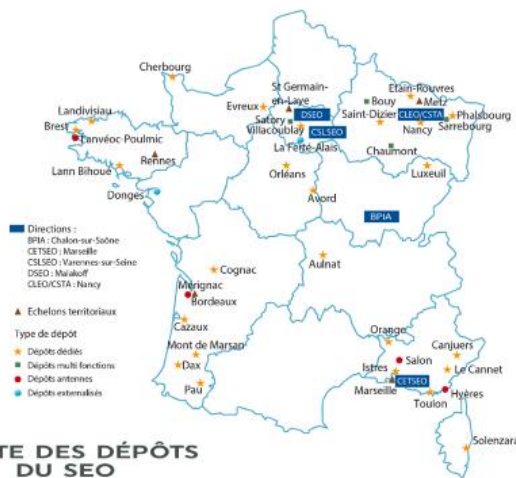 Cherbourg
St Germain-
en-Laye
Etain-Rouvres
Landivisiau
Evreux
DSEO
Bouy
Metz
Brest
Satory
Saint-Dizier
CLEO/CSTA
Phalsbourg
Lanvéoc-Poulmic
Villacoublay
CSLSEO
Nancy
Sarrebourg
Rennes
La Ferté-Alais
Chaumont
Lann Bihoué
Orléans
Luxeuil
Donges
Avord
BPIA
Directions :
BPIA : Chalon-sur-Saône
CETSEO : Marseille
CSLSEO : Varennes-sur-Seine
DSEO : Malakoff
CLEO/CSTA : Nancy
Echelons territoriaux
Type de dépôt
Dépôts dédiés
Dépôts multi fonctions
Dépôts antennes
Dépôts externalisés
Cognac
Aulnat
Mérignac
Bordeaux
Cazaux
Mont de Marsan
Dax
Pau
Orange
Canjuers
Salon
Istres
Le Cannet
CETSEO
Marseille
Hyères
Toulon
Solenzara
TE DES DÉPÔTS
DU SEO